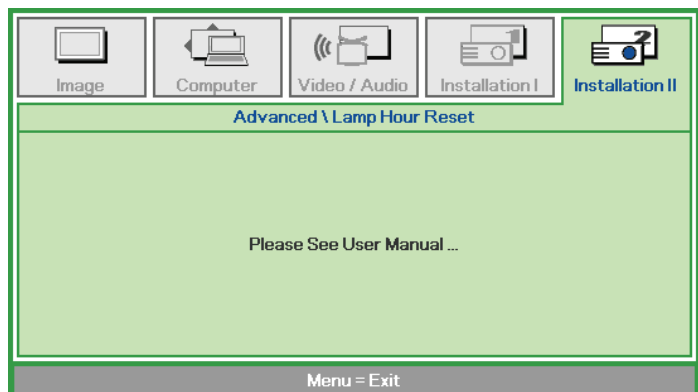 Image
Computer
Video / Audio
Installation I
Installation II
Advanced \ Lamp Hour Reset
Please See User Manual ...
Menu = Exit